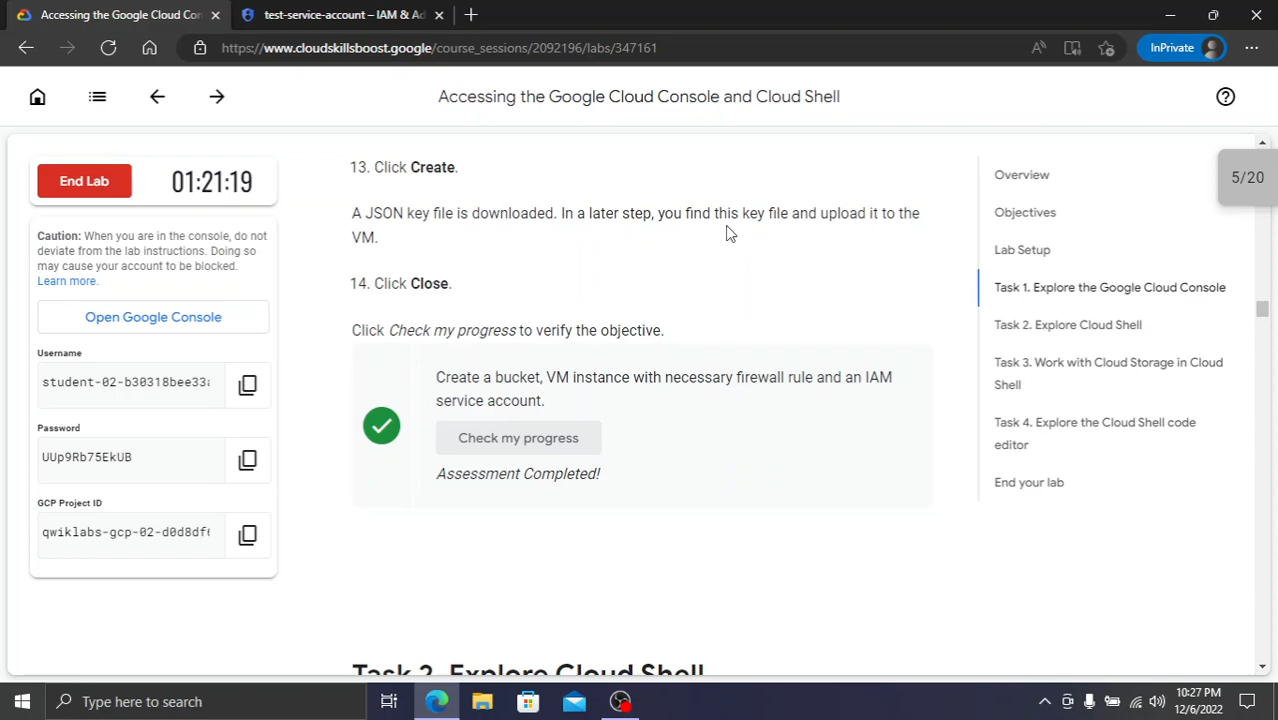 Accessing the Google Cloud Con
test-service-account – IAM & Ad
https://www.cloudskillsboost.google/course_sessions/2092196/labs/347161
InPrivate
Accessing the Google Cloud Console and Cloud Shell
End Lab
01:21:19
Caution: When you are in the console, do not
deviate from the lab instructions. Doing so
may cause your account to be blocked.
Learn more.
Open Google Console
Username
student-02-b30318bee33a
Password
UUp9Rb75EkUB
GCP Project ID
qwiklabs-gcp-02-d0d8df6
13. Click Create.
A JSON key file is downloaded. In a later step, you find this key file and upload it to the
VM.
14. Click Close.
Click Check my progress to verify the objective.
Create a bucket, VM instance with necessary firewall rule and an IAM
service account.
Check my progress
Assessment Completed!
Task 2. Explore Cloud Shell
Overview
Objectives
Lab Setup
Task 1. Explore the Google Cloud Console
Task 2. Explore Cloud Shell
Task 3. Work with Cloud Storage in Cloud
Shell
Task 4. Explore the Cloud Shell code
editor
End your lab
5/20
Type here to search
10:27 PM
12/6/2022